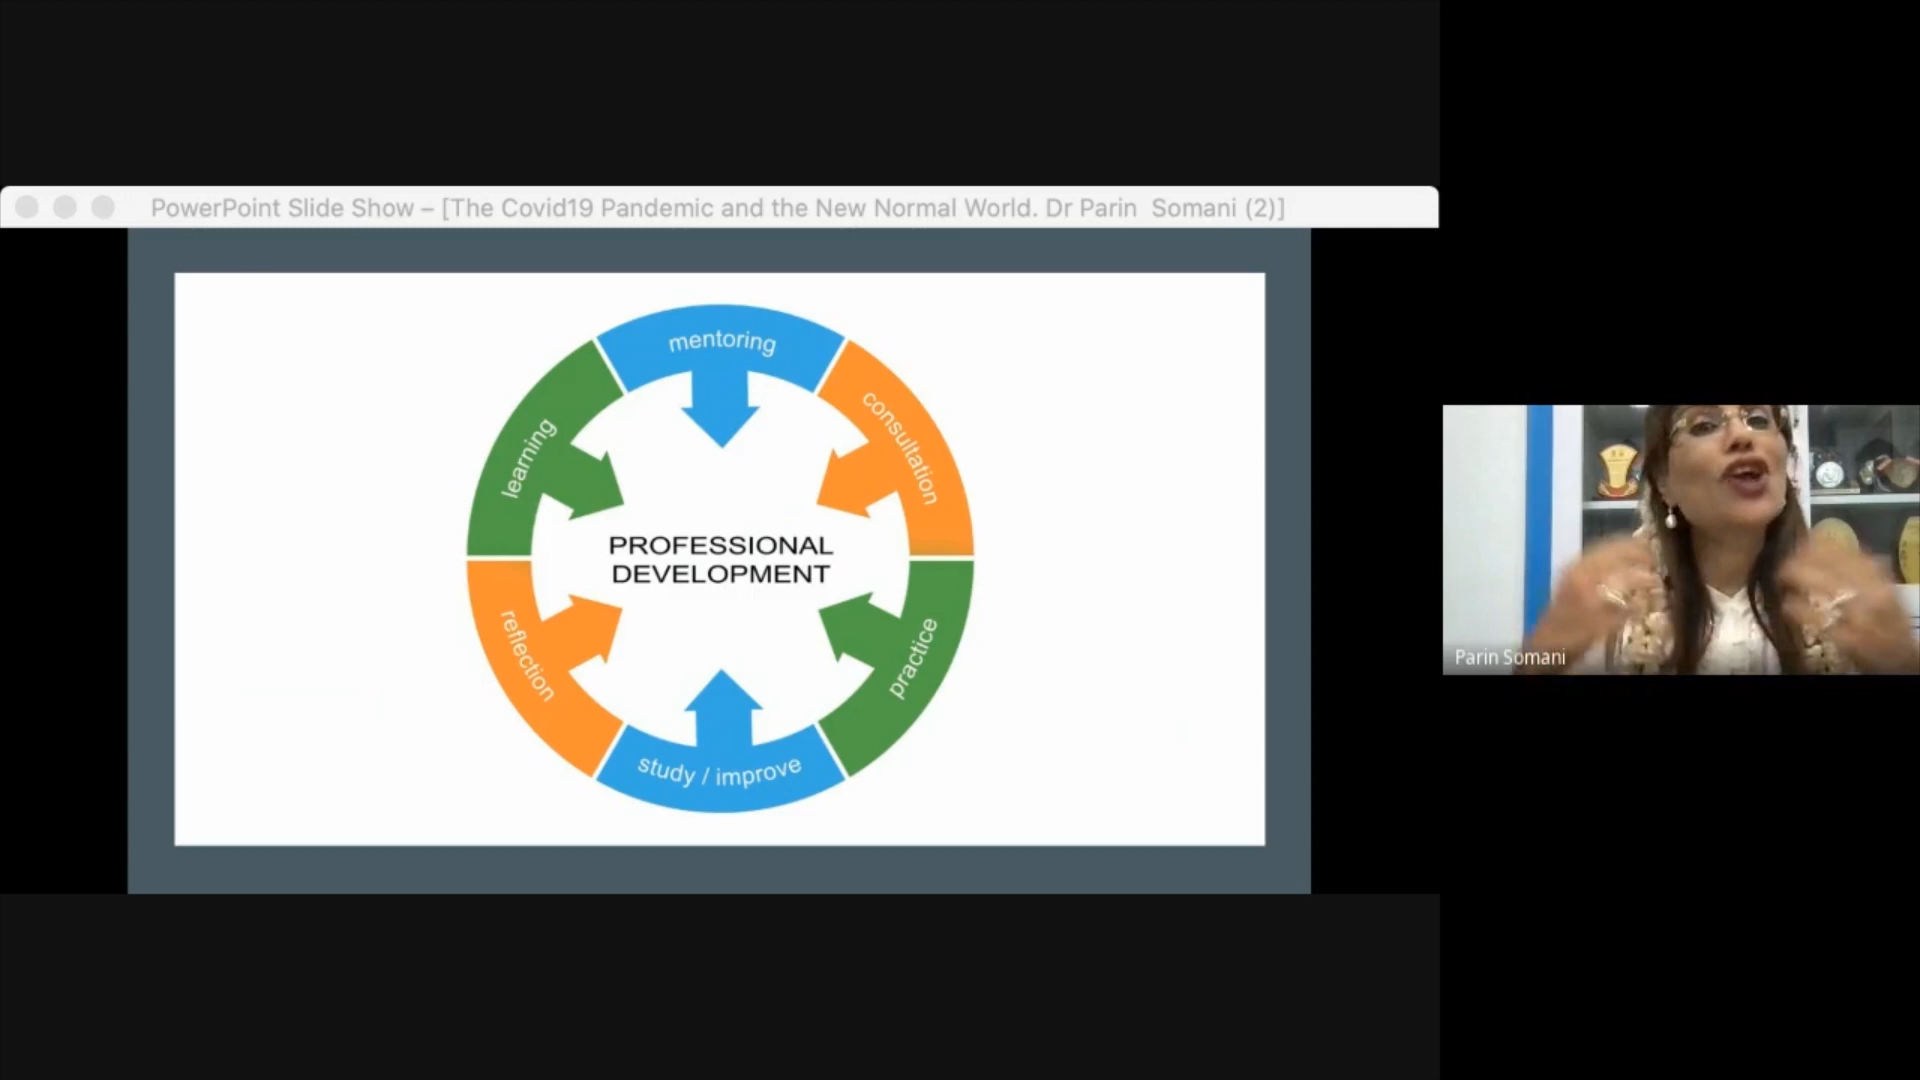 PowerPoint Slide Show – [The Covid19 Pandemic and the New Normal World. Dr Parin  Somani (2)]
mentoring
consultation
learning
PROFESSIONAL
DEVELOPMENT
reflection
practice
study / improve
Parin Somani